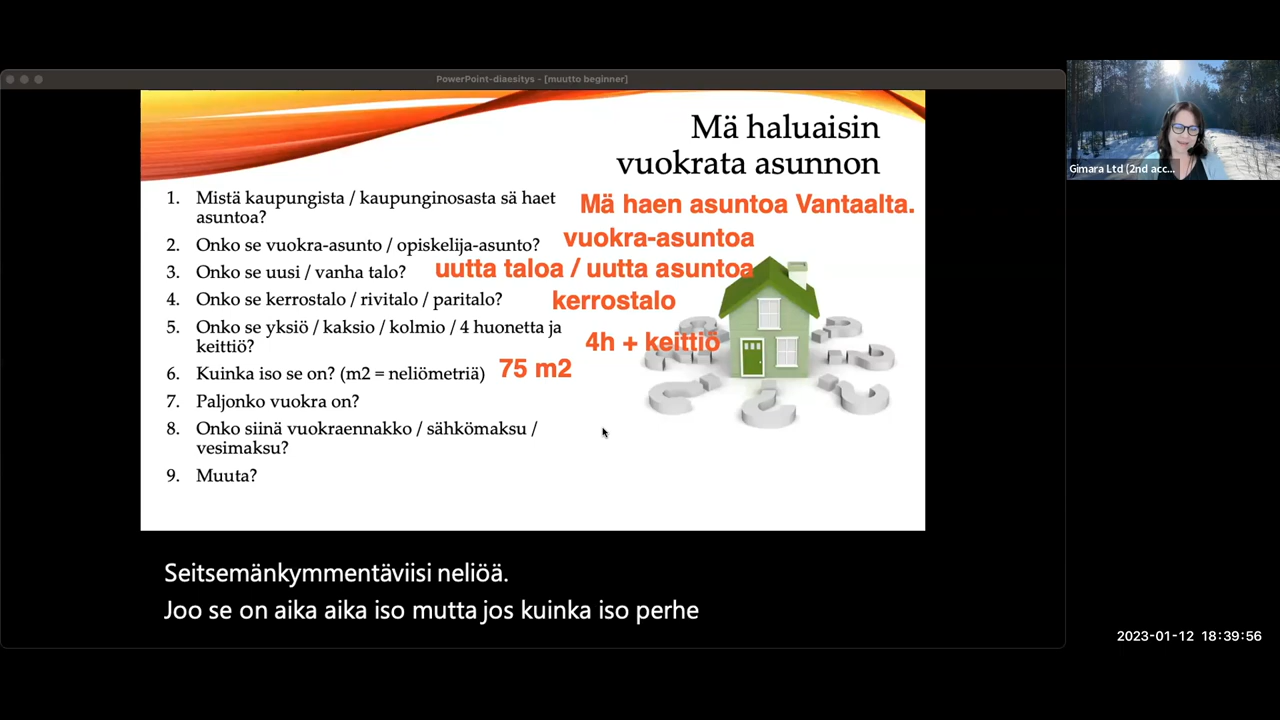 PowerPoint-diaesitys - [muutto beginner]
Mä haluaisin
vuokrata asunnon
1. Mistä kaupungista / kaupunginosasta sä haet
asuntoa?
Mä haen asuntoa Vantaalta.
2. Onko se vuokra-asunto / opiskelija-asunto?
vuokra-asuntoa
3. Onko se uusi / vanha talo?
uutta taloa / uutta asuntoa
4. Onko se kerrostalo / rivitalo / paritalo?
kerrostalo
5. Onko se yksiö / kaksio / kolmio / 4 huonetta ja
keittiö?
4h + keittiö
6. Kuinka iso se on? (m2 = neliömetriä)
75 m2
7. Paljonko vuokra on?
8. Onko siinä vuokraennakko / sähkömaksu /
vesimaksu?
9. Muuta?
Seitsemänkymmentäviisi neliöä.
Joo se on aika aika iso mutta jos kuinka iso perhe
Gimara Ltd (2nd acc...
2023-01-12 18:39:56